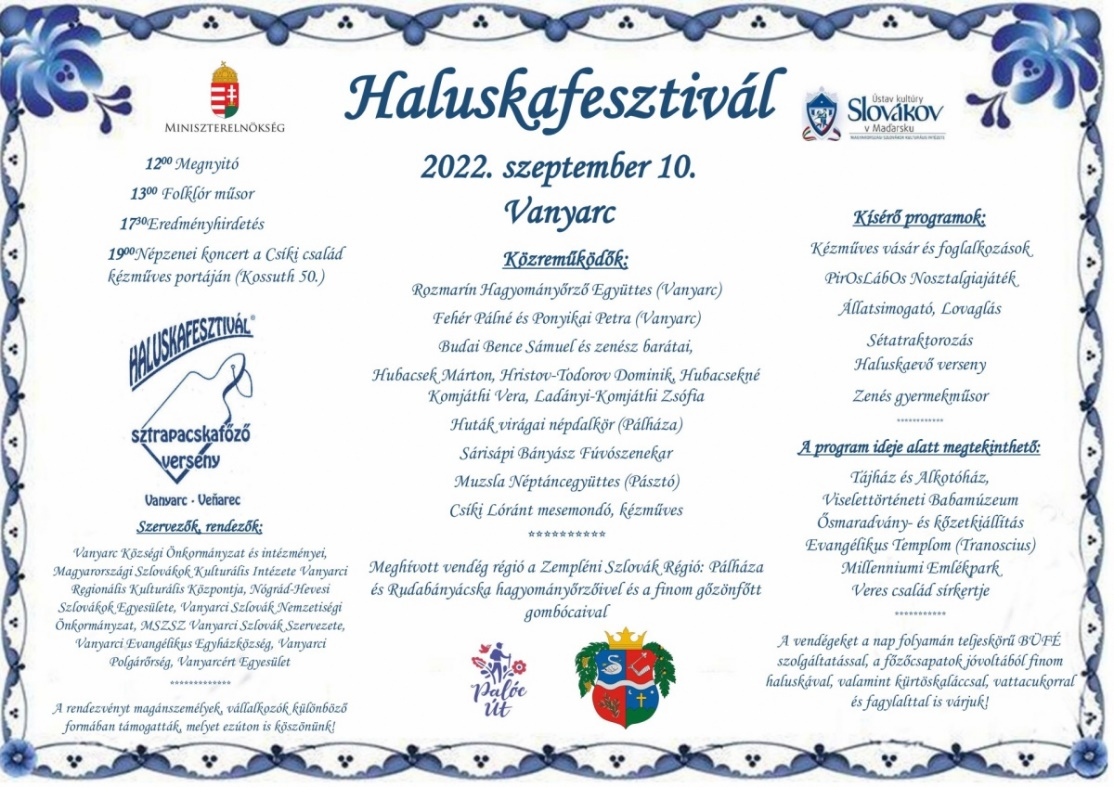 Haluskafesztivál
2022. szeptember 10.
Vanyarc
MINISZTERELNÖKSÉG
12⁰⁰ Megnyitó
13⁰⁰ Folklór műsor
17³⁰Eredményhirdetés
19⁰⁰Népzenei koncert a Csíki család
kézműves portáján (Kossuth 50.)
HALUSKAFESZTIVÁL®
sztrapacskafőző
verseny
Vanyarc - Veňarec
Szervezők, rendezők:
Vanyarc Községi Önkormányzat és intézményei,
Magyarországi Szlovákok Kulturális Intézete Vanyarci
Regionális Kulturális Központja, Nógrád-Hevesi
Szlovákok Egyesülete, Vanyarci Szlovák Nemzetiségi
Önkormányzat, MSZSZ Vanyarci Szlovák Szervezete,
Vanyarci Evangélikus Egyházközség, Vanyarci
Polgárőrség, Vanyarcért Egyesület
*************
A rendezvényt magánszemélyek, vállalkozók különböző
formában támogatták, melyet ezúton is köszönünk!
Közreműködők:
Rozmarín Hagyományőrző Együttes (Vanyarc)
Fehér Pálné és Ponyikai Petra (Vanyarc)
Budai Bence Sámuel és zenész barátai,
Hubacsek Márton, Hristov-Todorov Dominik, Hubacsekné
Komjáthi Vera, Ladányi-Komjáthi Zsófia
Huták virágai népdalkör (Pálháza)
Sárisápi Bányász Fúvószenekar
Muzsla Néptáncegyüttes (Pásztó)
Csíki Lóránt mesemondó, kézműves
**********
Meghívott vendég régió a Zempléni Szlovák Régió: Pálháza
és Rudabányácska hagyományőrzőivel és a finom gőzönfőtt
gombócaival
Palóc
Út
Ústav kultúry
Slovákov
v Maďarsku
MAGYARORSZÁGI SZLOVÁKOK KULTURÁLIS INTÉZETE
Kísérő programok:
Kézműves vásár és foglalkozások
PirOsLábOs Nosztalgiajáték
Állatsimogató, Lovaglás
Sétatraktorozás
Haluskaevő verseny
Zenés gyermekműsor
************
A program ideje alatt megtekinthető:
Tájház és Alkotóház,
Viselettörténeti Babamúzeum
Ősmaradvány- és kőzetkiállítás
Evangélikus Templom (Tranoscius)
Millenniumi Emlékpark
Veres család sírkertje
***********
A vendégeket a nap folyamán teljeskörű BÜFÉ
szolgáltatással, a főzőcsapatok jóvoltából finom
haluskával, valamint kürtőskaláccsal, vattacukorral
és fagylalttal is várjuk!